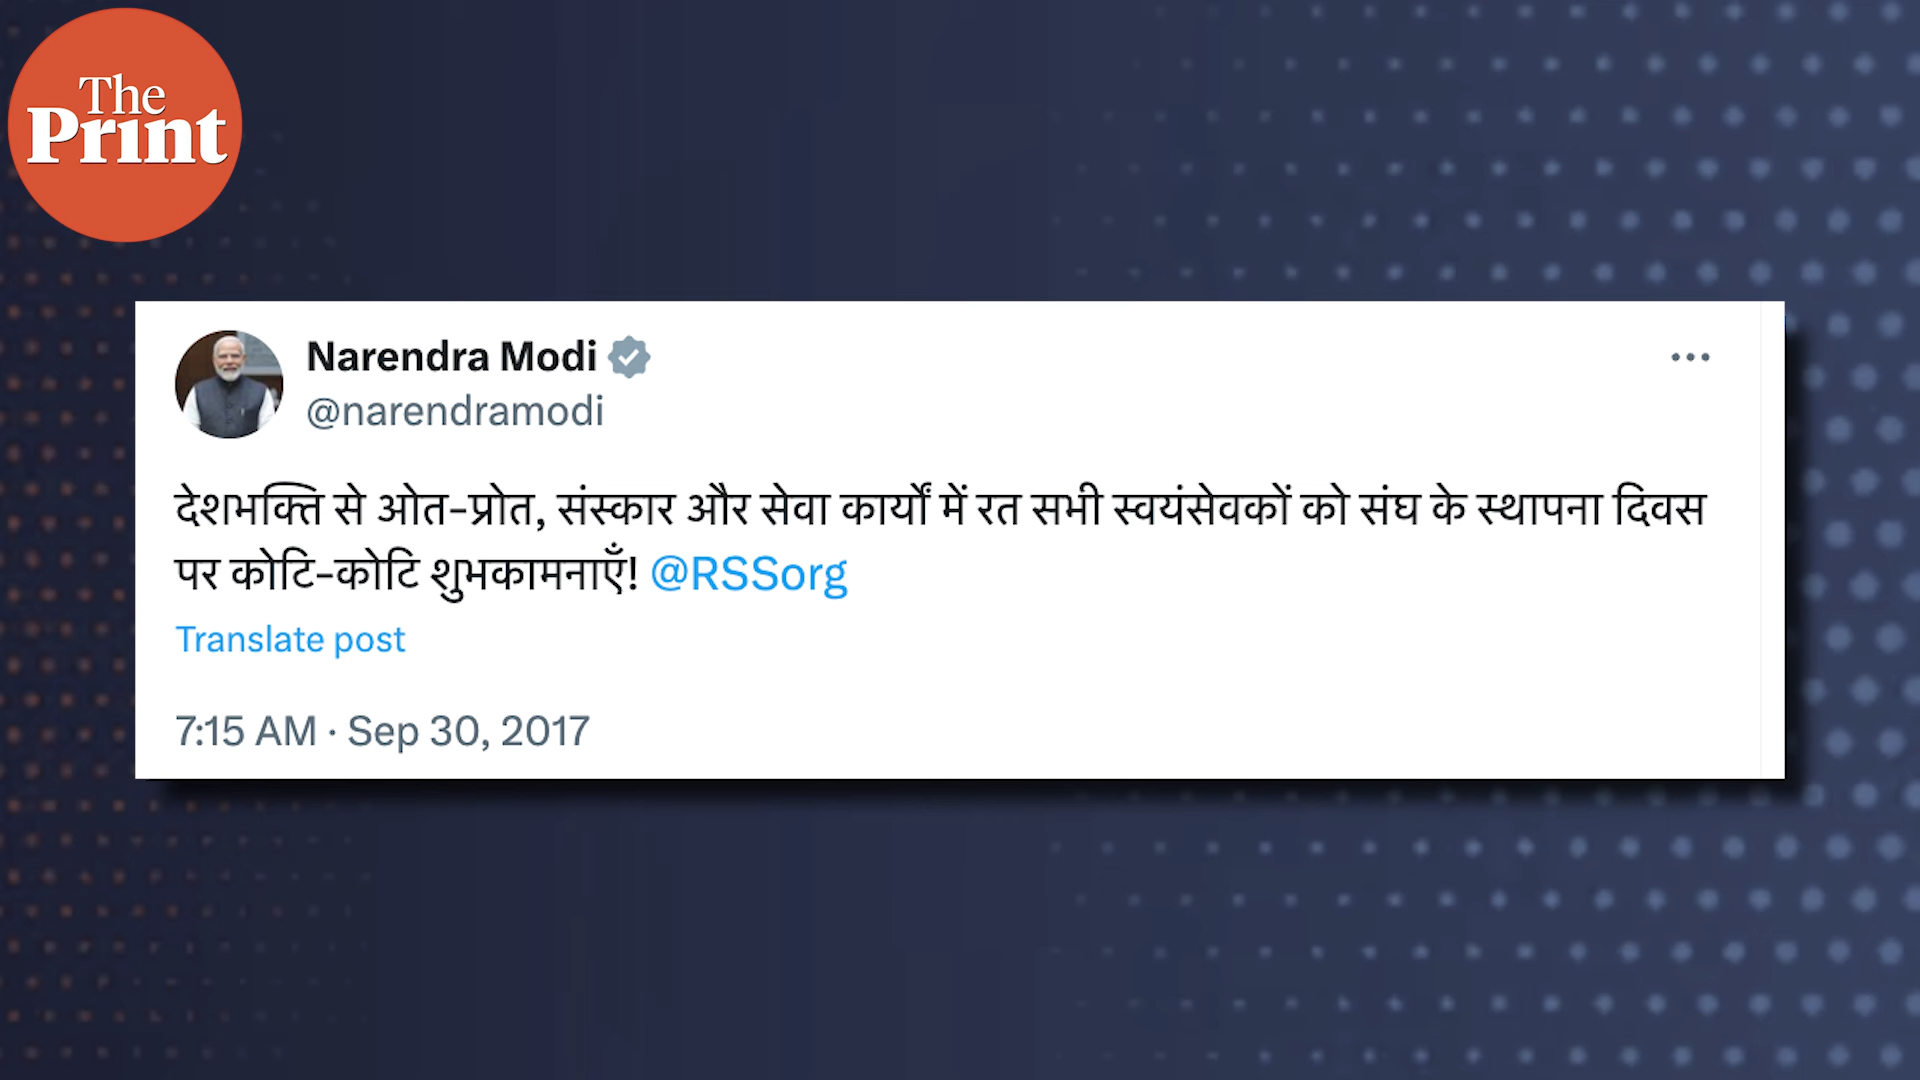 The
Print
Narendra Modi
@narendramodi
देशभक्ति से ओत-प्रोत, संस्कार और सेवा कार्यों में रत सभी स्वयंसेवकों को संघ के स्थापना दिवस
पर कोटि-कोटि शुभकामनाएँ! @RSSorg
Translate post
7:15 AM · Sep 30, 2017